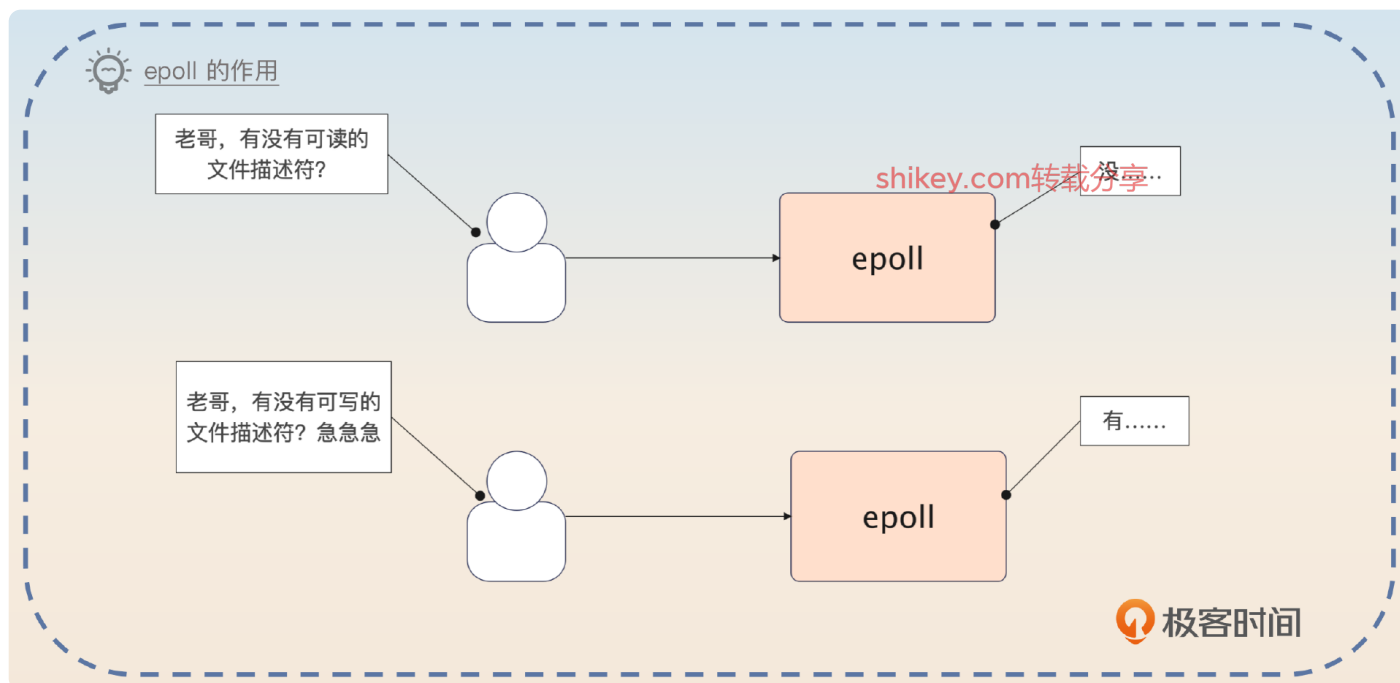 epoll 的作用
老哥，有没有可读的
文件描述符？
shikey.com转载分享
没……
epoll
老哥，有没有可写的
文件描述符？急急急
有……
epoll
极客时间